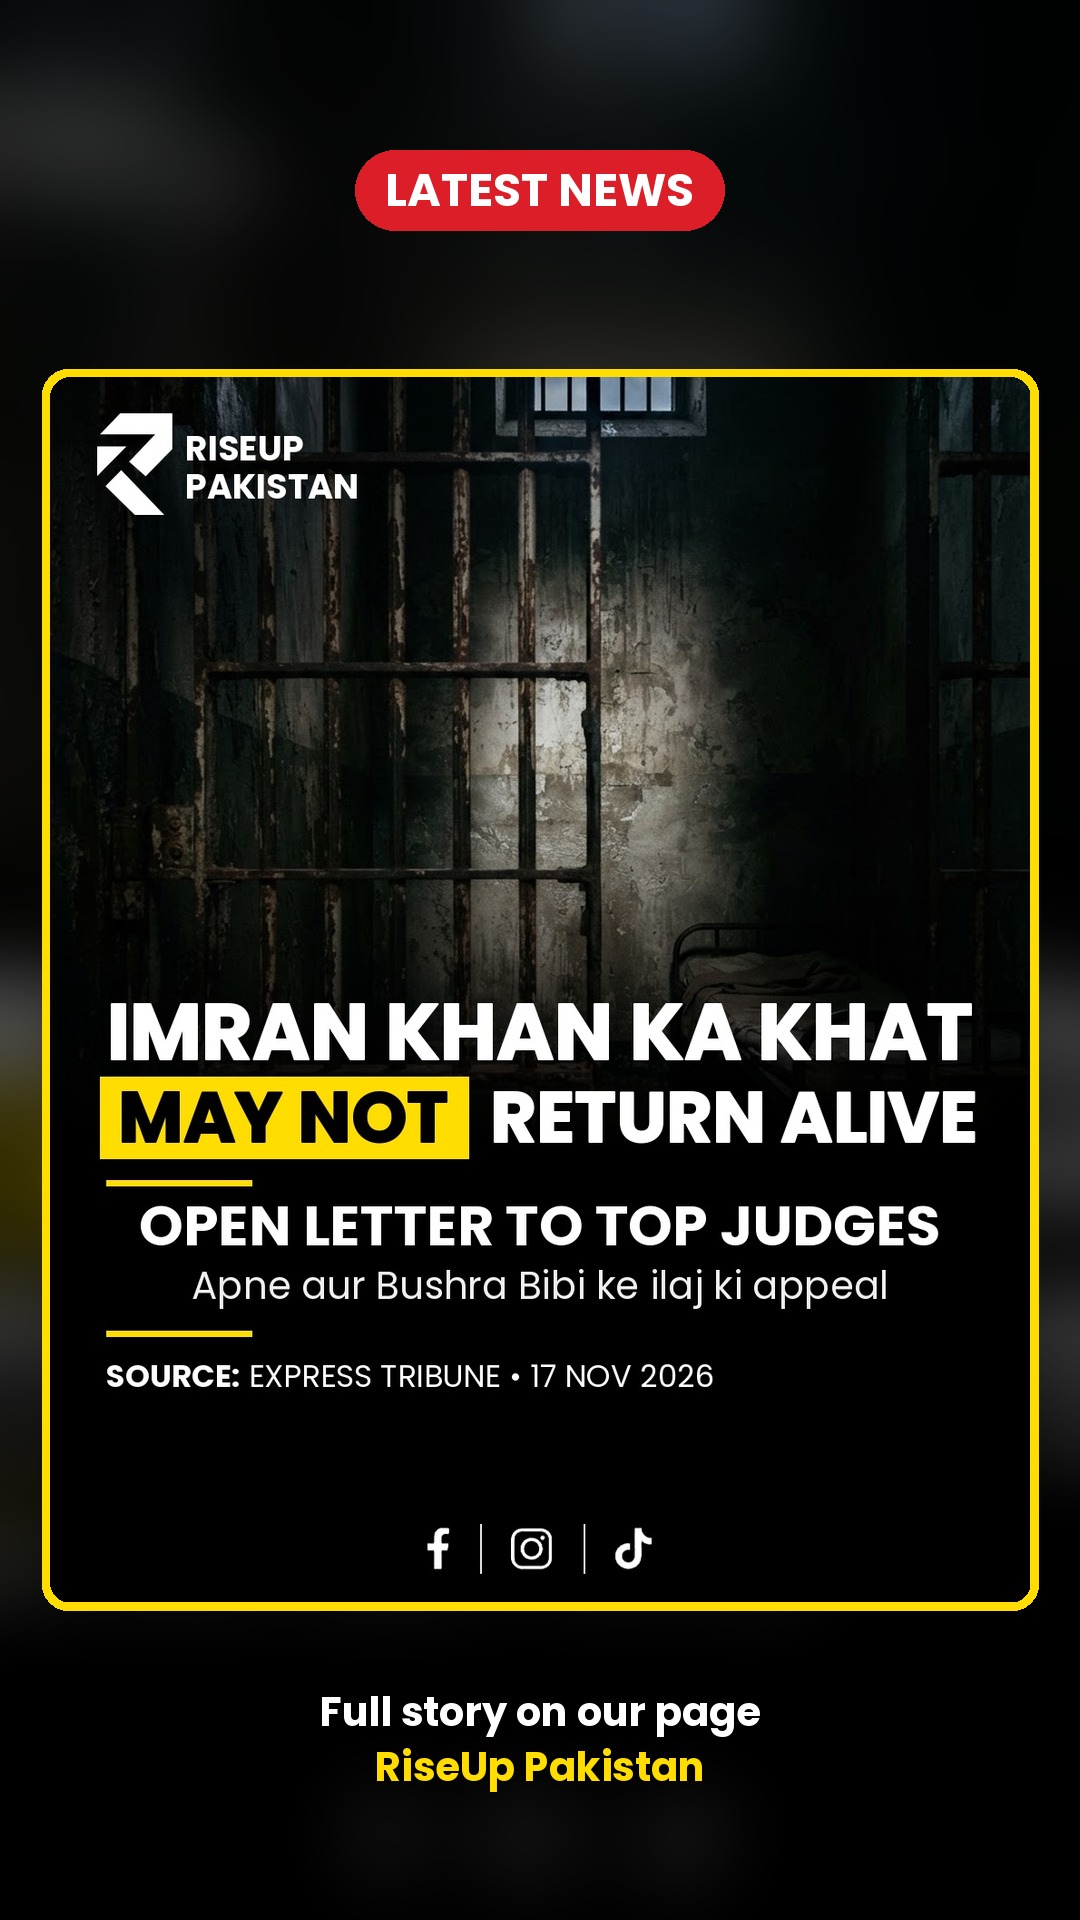 LATEST NEWS
RISEUP
PAKISTAN
IMRAN KHAN KA KHAT
MAY NOT RETURN ALIVE
OPEN LETTER TO TOP JUDGES
Apne aur Bushra Bibi ke ilaj ki appeal
SOURCE: EXPRESS TRIBUNE • 17 NOV 2026
Full story on our page
RiseUp Pakistan